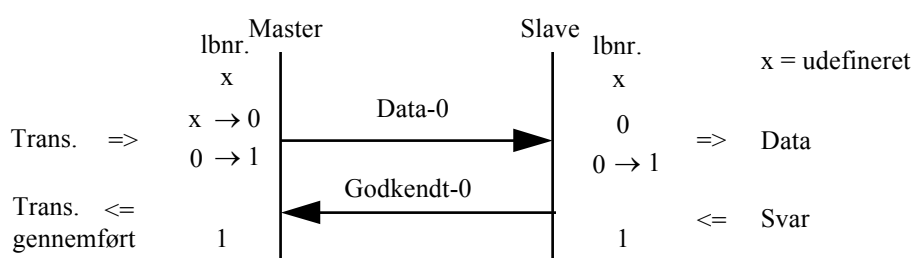 Master Slave
lbnr. lbnr.
x x x = udefineret
x → 0 Data-0 0
Trans. => => Data
0 → 1 0 → 1
Godkendt-0
Trans. <= <= Svar
gennemført 1 1